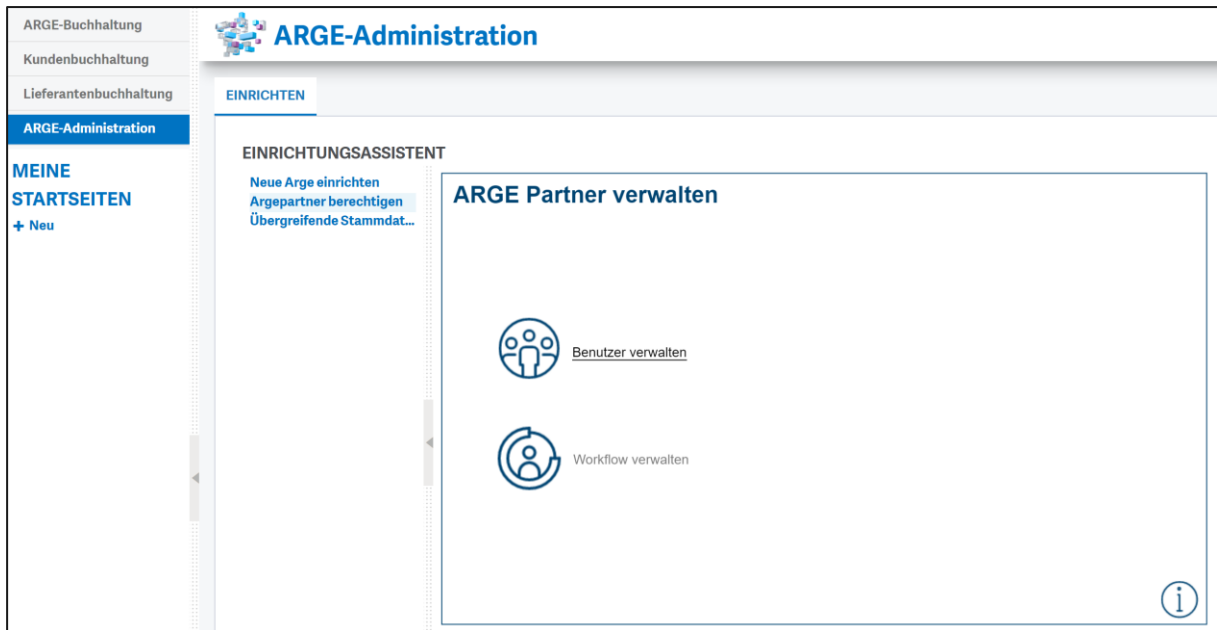 ARGE-Buchhaltung
Kundenbuchhaltung
Lieferantenbuchhaltung
ARGE-Administration
MEINE
STARTSEITEN
+ Neu
ARGE-Administration
EINRICHTEN
EINRICHTUNGSASSISTENT
Neue Arge einrichten
Argepartner berechtigen
Übergreifende Stammdat...
ARGE Partner verwalten
Benutzer verwalten
Workflow verwalten
i